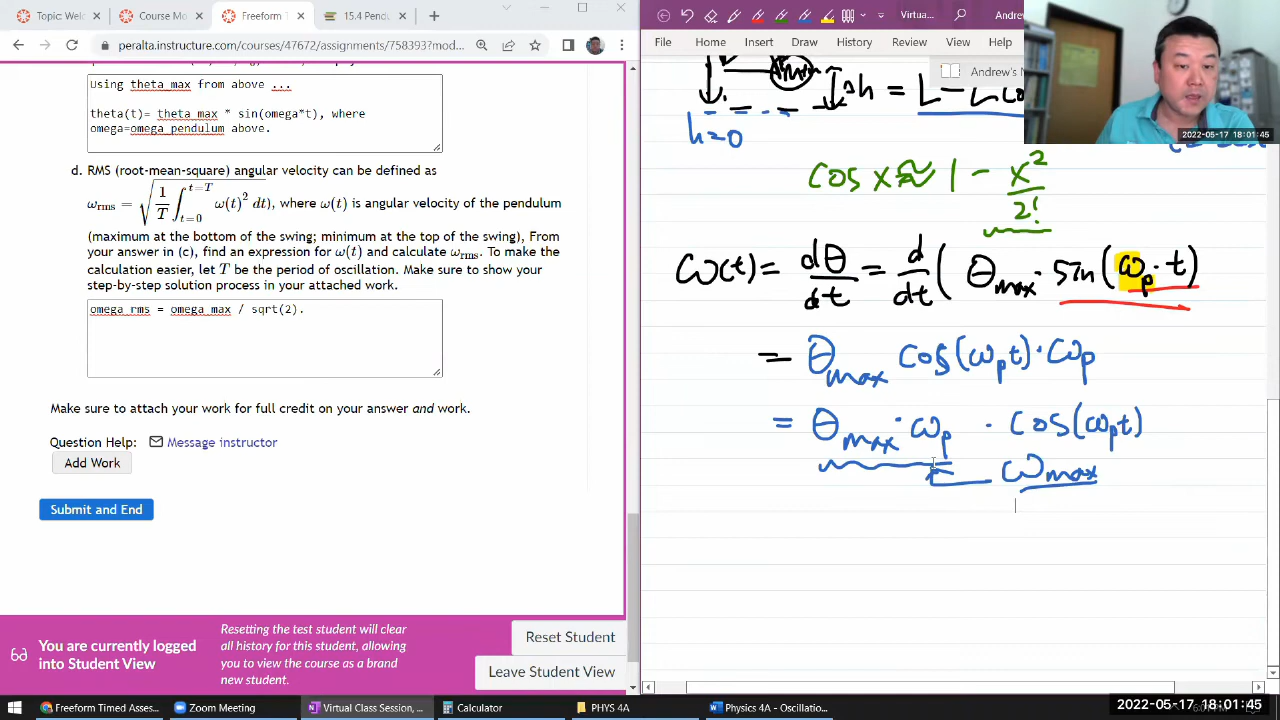 Topic: Wel
Course Mo
Freeform T
15.4 Pendu
peralta.instructure.com/courses/47672/assignments/758393?mod...
Using theta_max from above ...
theta(t)= theta_max * sin(omega*t), where
omega=omega_pendulum above.
d. RMS (root-mean-square) angular velocity can be defined as
ω_rms = √(1/T ∫_{t=0}^{t=T} ω(t)² dt), where ω(t) is angular velocity of the pendulum
(maximum at the bottom of the swing; minimum at the top of the swing), From
your answer in (c), find an expression for ω(t) and calculate ω_rms. To make the
calculation easier, let T be the period of oscillation. Make sure to show your
step-by-step solution process in your attached work.
omega_rms = omega_max / sqrt(2).
Make sure to attach your work for full credit on your answer and work.
Question Help: Message instructor
Add Work
Submit and End
You are currently logged
into Student View
Resetting the test student will clear
all history for this student, allowing
you to view the course as a brand
new student.
Reset Student
Leave Student View
Virtua...
Andre
File Home Insert Draw History Review View Help
Andrew's N
m
Δh = L - L co
h=0
cos x ≈ 1 - x²/2!
ω(t) = dθ/dt = d/dt ( θmax · sin(ωp · t)
= θmax cos(ωp t) · ωp
= θmax · ωp · cos(ωp t)
ωmax
2022-05-17 18:01:45
Freeform Timed Asses...
Zoom Meeting
Virtual Class Session, ...
Calculator
PHYS 4A
Physics 4A - Oscillatio...
2022-05-17 18:01:45